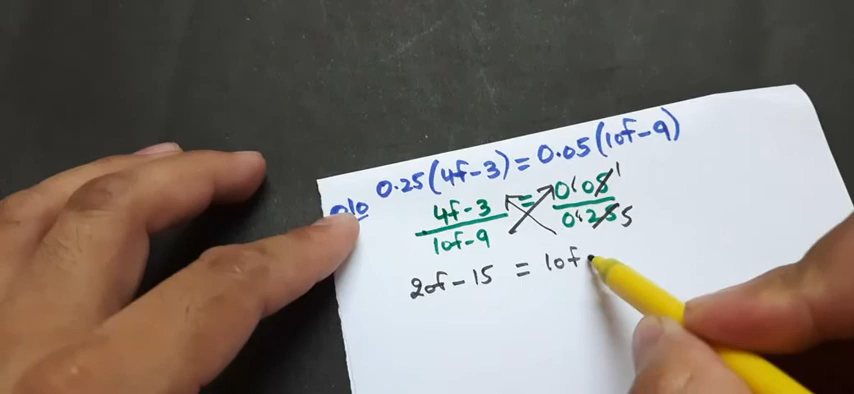 0.25(4f-3)=0.05(10f-9)
4f-3 = 0.05 1
10f-9 0.25 5
20f-15 = 10f